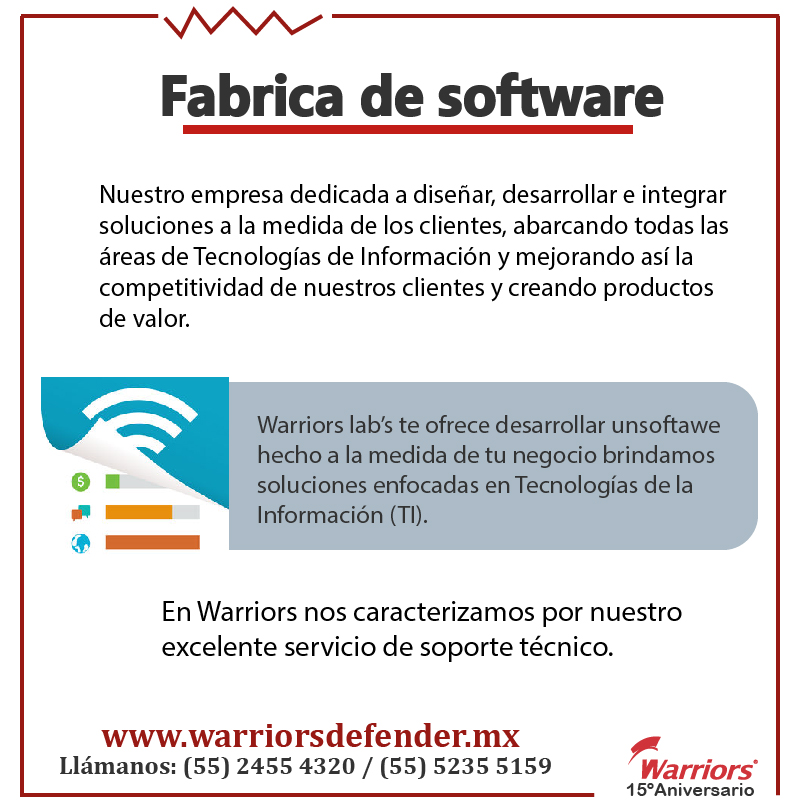 Fabrica de software
Nuestro empresa dedicada a diseñar, desarrollar e integrar
soluciones a la medida de los clientes, abarcando todas las
áreas de Tecnologías de Información y mejorando así la
competitividad de nuestros clientes y creando productos
de valor.
Warriors lab’s te ofrece desarrollar unsoftawe
hecho a la medida de tu negocio brindamos
soluciones enfocadas en Tecnologías de la
Información (TI).
En Warriors nos caracterizamos por nuestro
excelente servicio de soporte técnico.
www.warriorsdefender.mx
Llámanos: (55) 2455 4320 / (55) 5235 5159
Warriors®
15°Aniversario